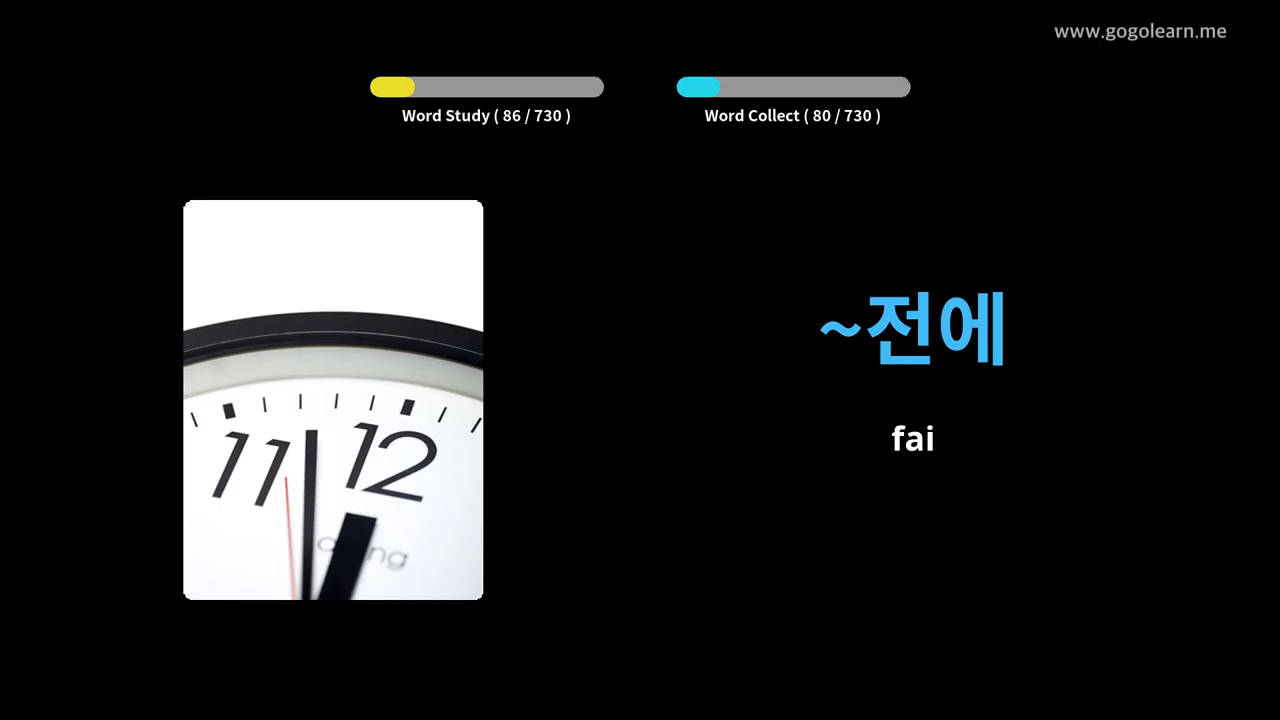 www.gogolearn.me
Word Study ( 86 / 730 )
Word Collect ( 80 / 730 )
~전에
fai
11
12